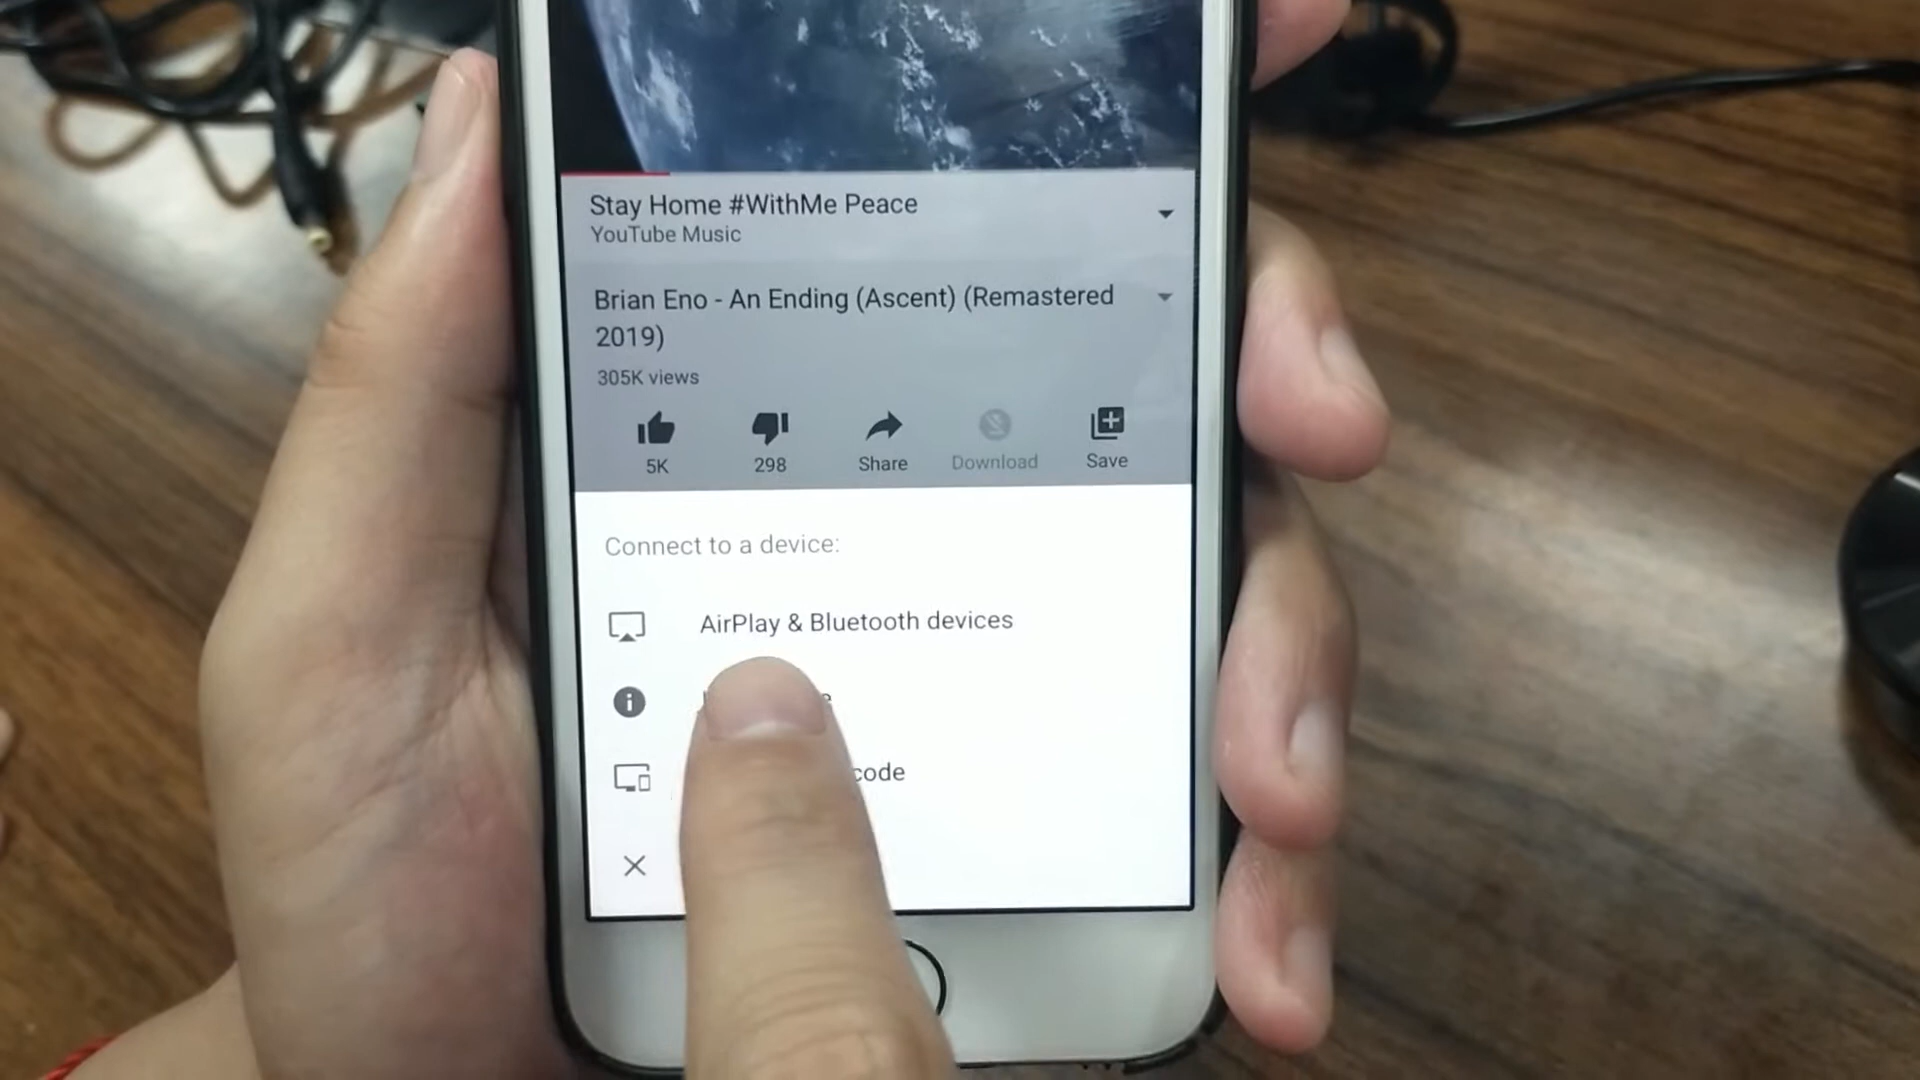 Stay Home #WithMe Peace
YouTube Music
Brian Eno - An Ending (Ascent) (Remastered
2019)
305K views
5K
298
Share
Download
Save
Connect to a device:
AirPlay & Bluetooth devices
code